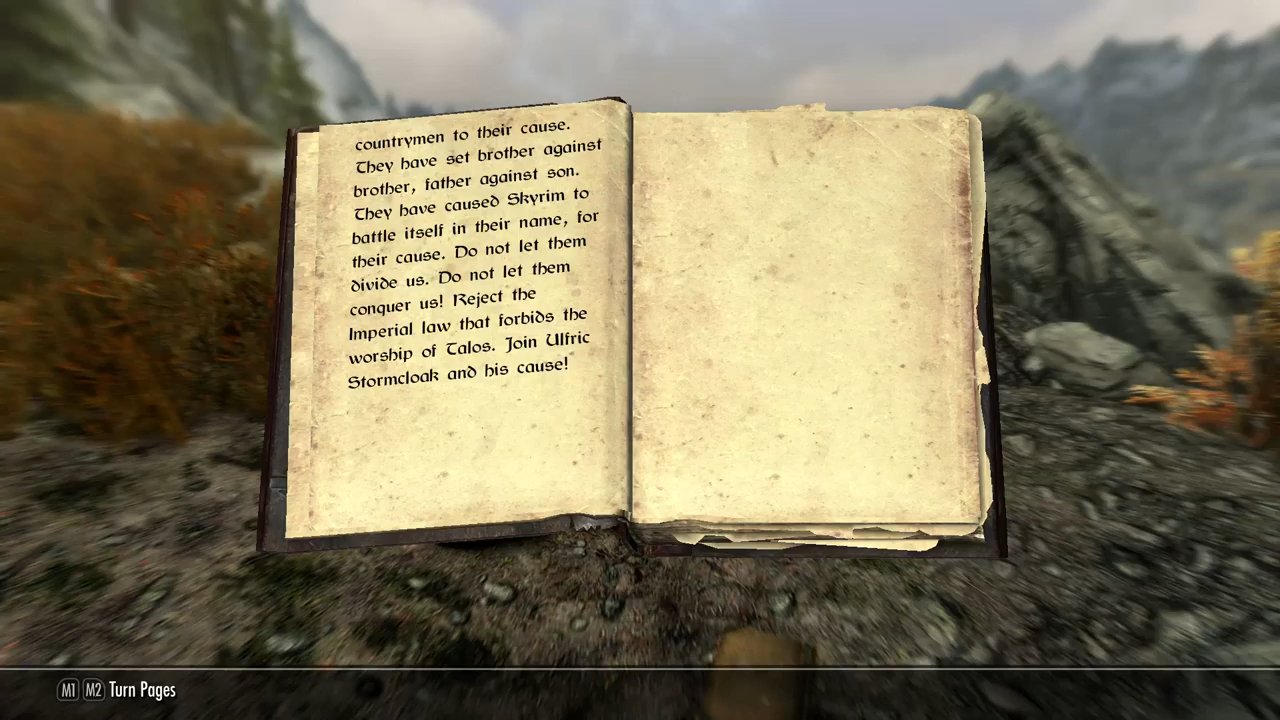 countrymen to their cause.
They have set brother against
brother, father against son.
They have caused Skyrim to
battle itself in their name, for
their cause. Do not let them
divide us. Do not let them
conquer us! Reject the
Imperial law that forbids the
worship of Talos. Join Ulfric
Stormcloak and his cause!
M1 M2 Turn Pages